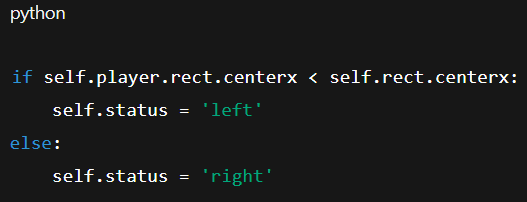 python
if self.player.rect.centerx < self.rect.centerx:
    self.status = 'left'
else:
    self.status = 'right'